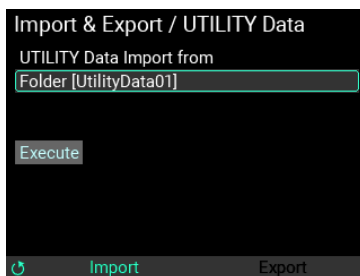 Import & Export / UTILITY Data
UTILITY Data Import from
Folder [UtilityData01]
Execute
Import Export